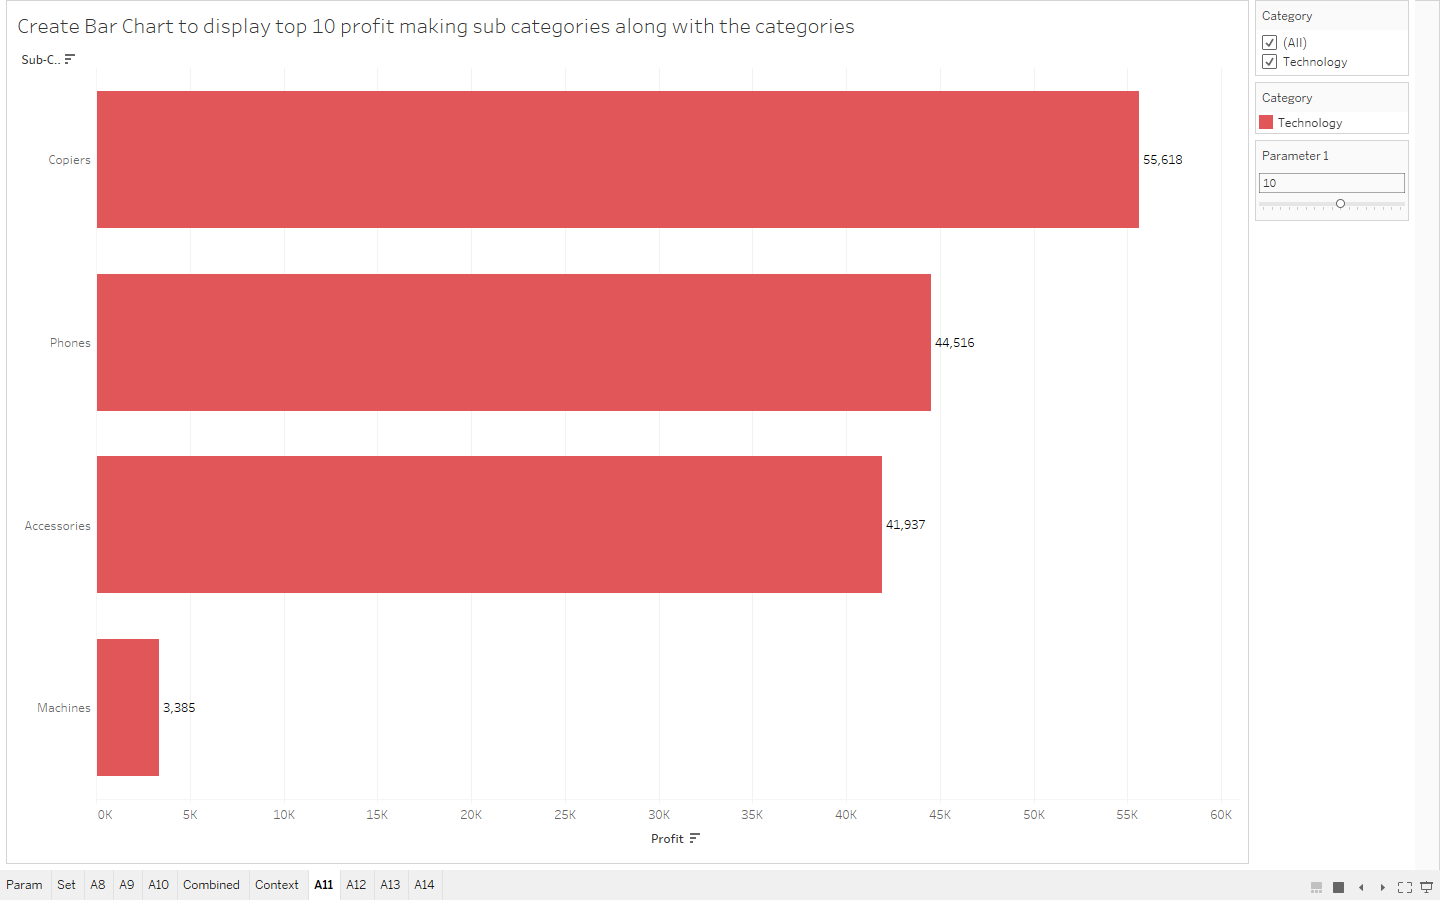 Create Bar Chart to display top 10 profit making sub categories along with the categories
Sub-C..
Copiers
55,618
Phones
44,516
Accessories
41,937
Machines
3,385
0K 5K 10K 15K 20K 25K 30K 35K 40K 45K 50K 55K 60K
Profit
Category
(All)
Technology
Category
Technology
Parameter 1
10
Param Set A8 A9 A10 Combined Context A11 A12 A13 A14